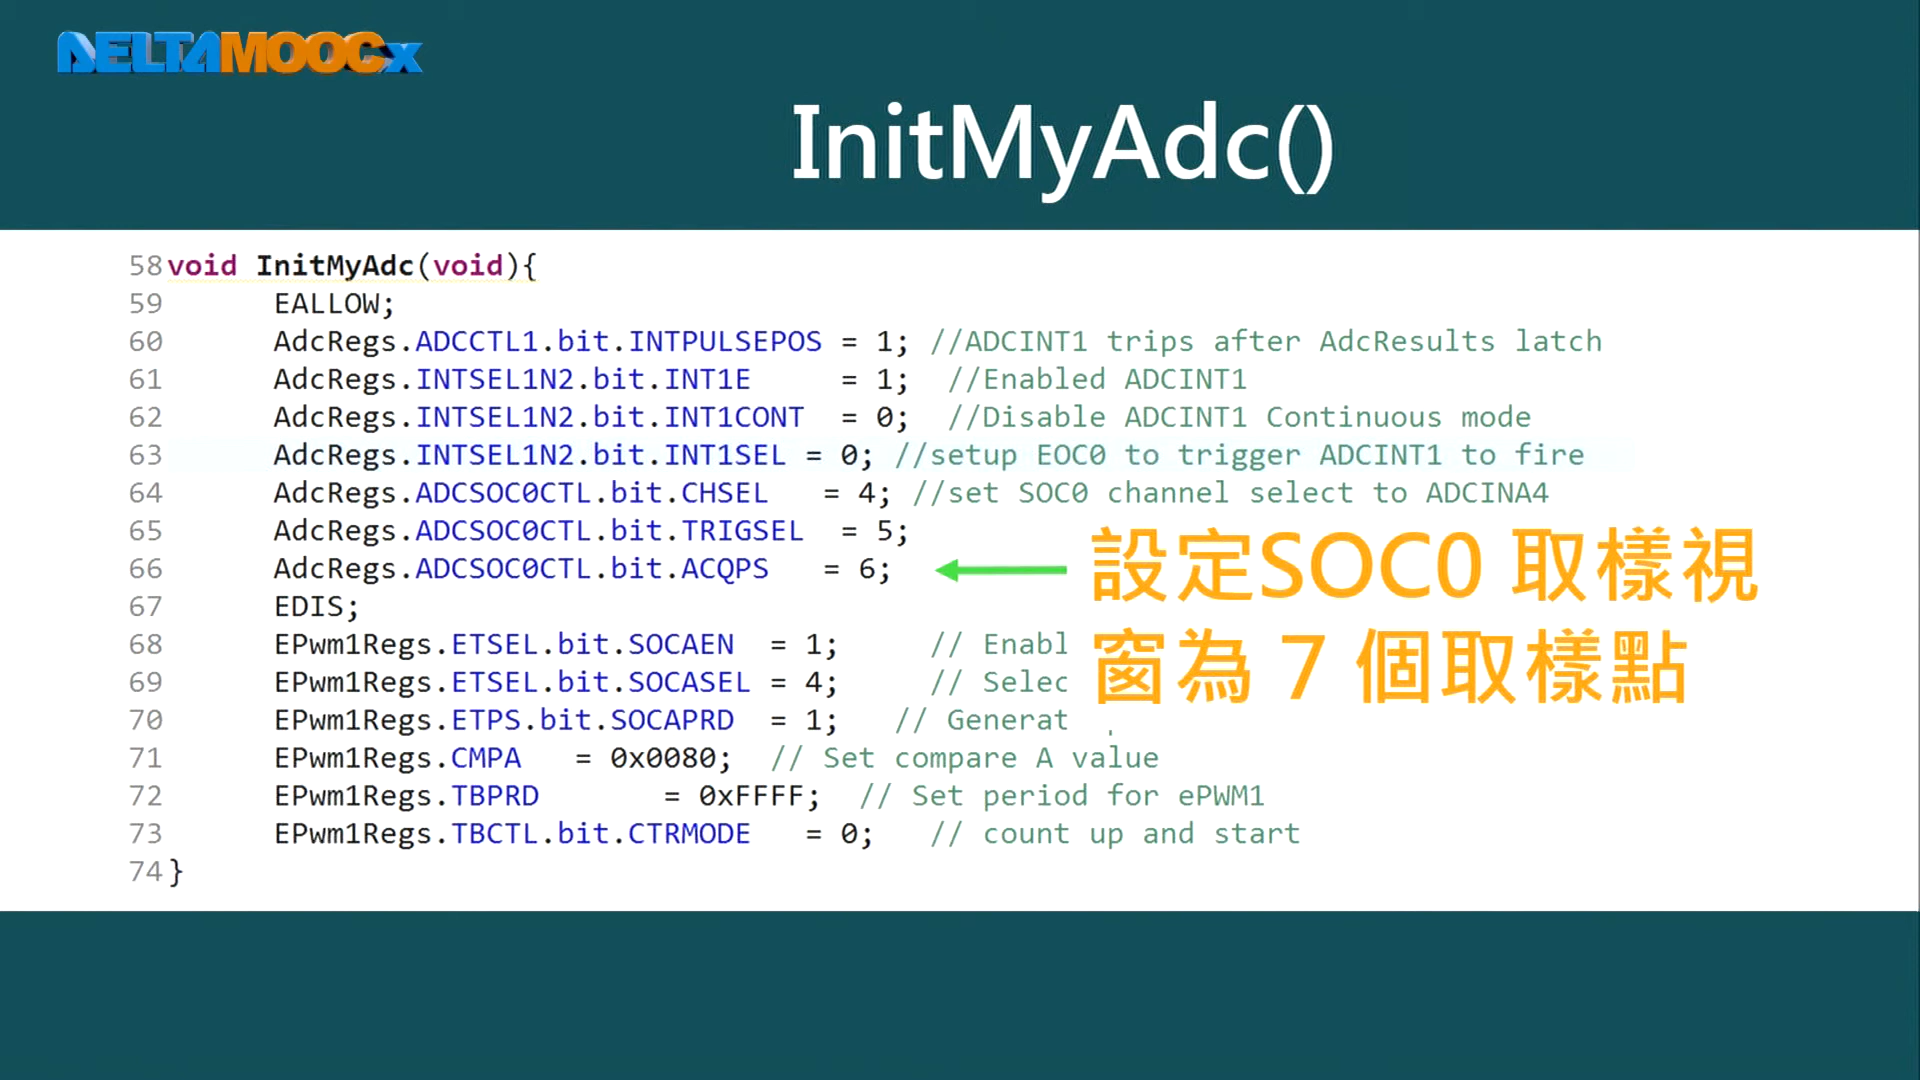 DELTAMOOCx
InitMyAdc()
58 void InitMyAdc(void){
59 EALLOW;
60 AdcRegs.ADCCTL1.bit.INTPULSEPOS = 1; //ADCINT1 trips after AdcResults latch
61 AdcRegs.INTSEL1N2.bit.INT1E = 1; //Enabled ADCINT1
62 AdcRegs.INTSEL1N2.bit.INT1CONT = 0; //Disable ADCINT1 Continuous mode
63 AdcRegs.INTSEL1N2.bit.INT1SEL = 0; //setup EOC0 to trigger ADCINT1 to fire
64 AdcRegs.ADCSOC0CTL.bit.CHSEL = 4; //set SOC0 channel select to ADCINA4
65 AdcRegs.ADCSOC0CTL.bit.TRIGSEL = 5;
66 AdcRegs.ADCSOC0CTL.bit.ACQPS = 6;
設定SOC0 取樣視
窗為 7 個取樣點
67 EDIS;
68 EPwm1Regs.ETSEL.bit.SOCAEN = 1; // Enabl
69 EPwm1Regs.ETSEL.bit.SOCASEL = 4; // Selec
70 EPwm1Regs.ETPS.bit.SOCAPRD = 1; // Generat
71 EPwm1Regs.CMPA = 0x0080; // Set compare A value
72 EPwm1Regs.TBPRD = 0xFFFF; // Set period for ePWM1
73 EPwm1Regs.TBCTL.bit.CTRMODE = 0; // count up and start
74 }